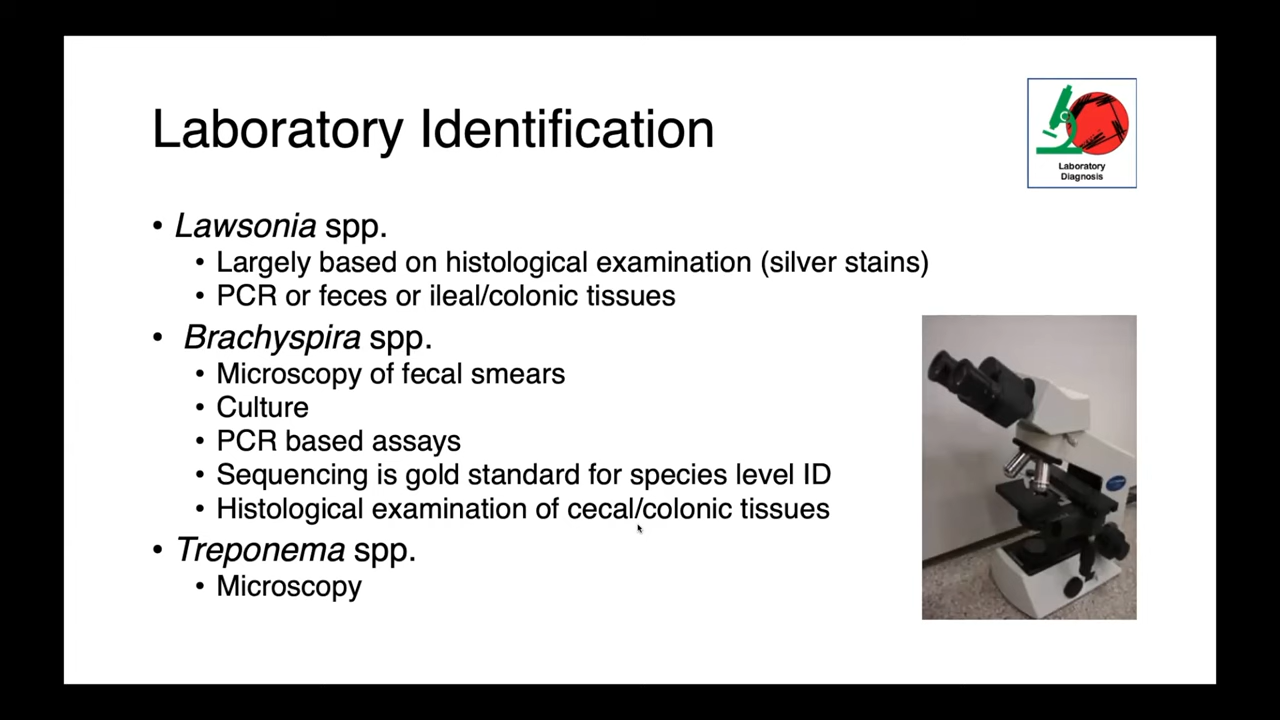 Laboratory Identification
Laboratory
Diagnosis
• Lawsonia spp.
• Largely based on histological examination (silver stains)
• PCR or feces or ileal/colonic tissues
• Brachyspira spp.
• Microscopy of fecal smears
• Culture
• PCR based assays
• Sequencing is gold standard for species level ID
• Histological examination of cecal/colonic tissues
• Treponema spp.
• Microscopy